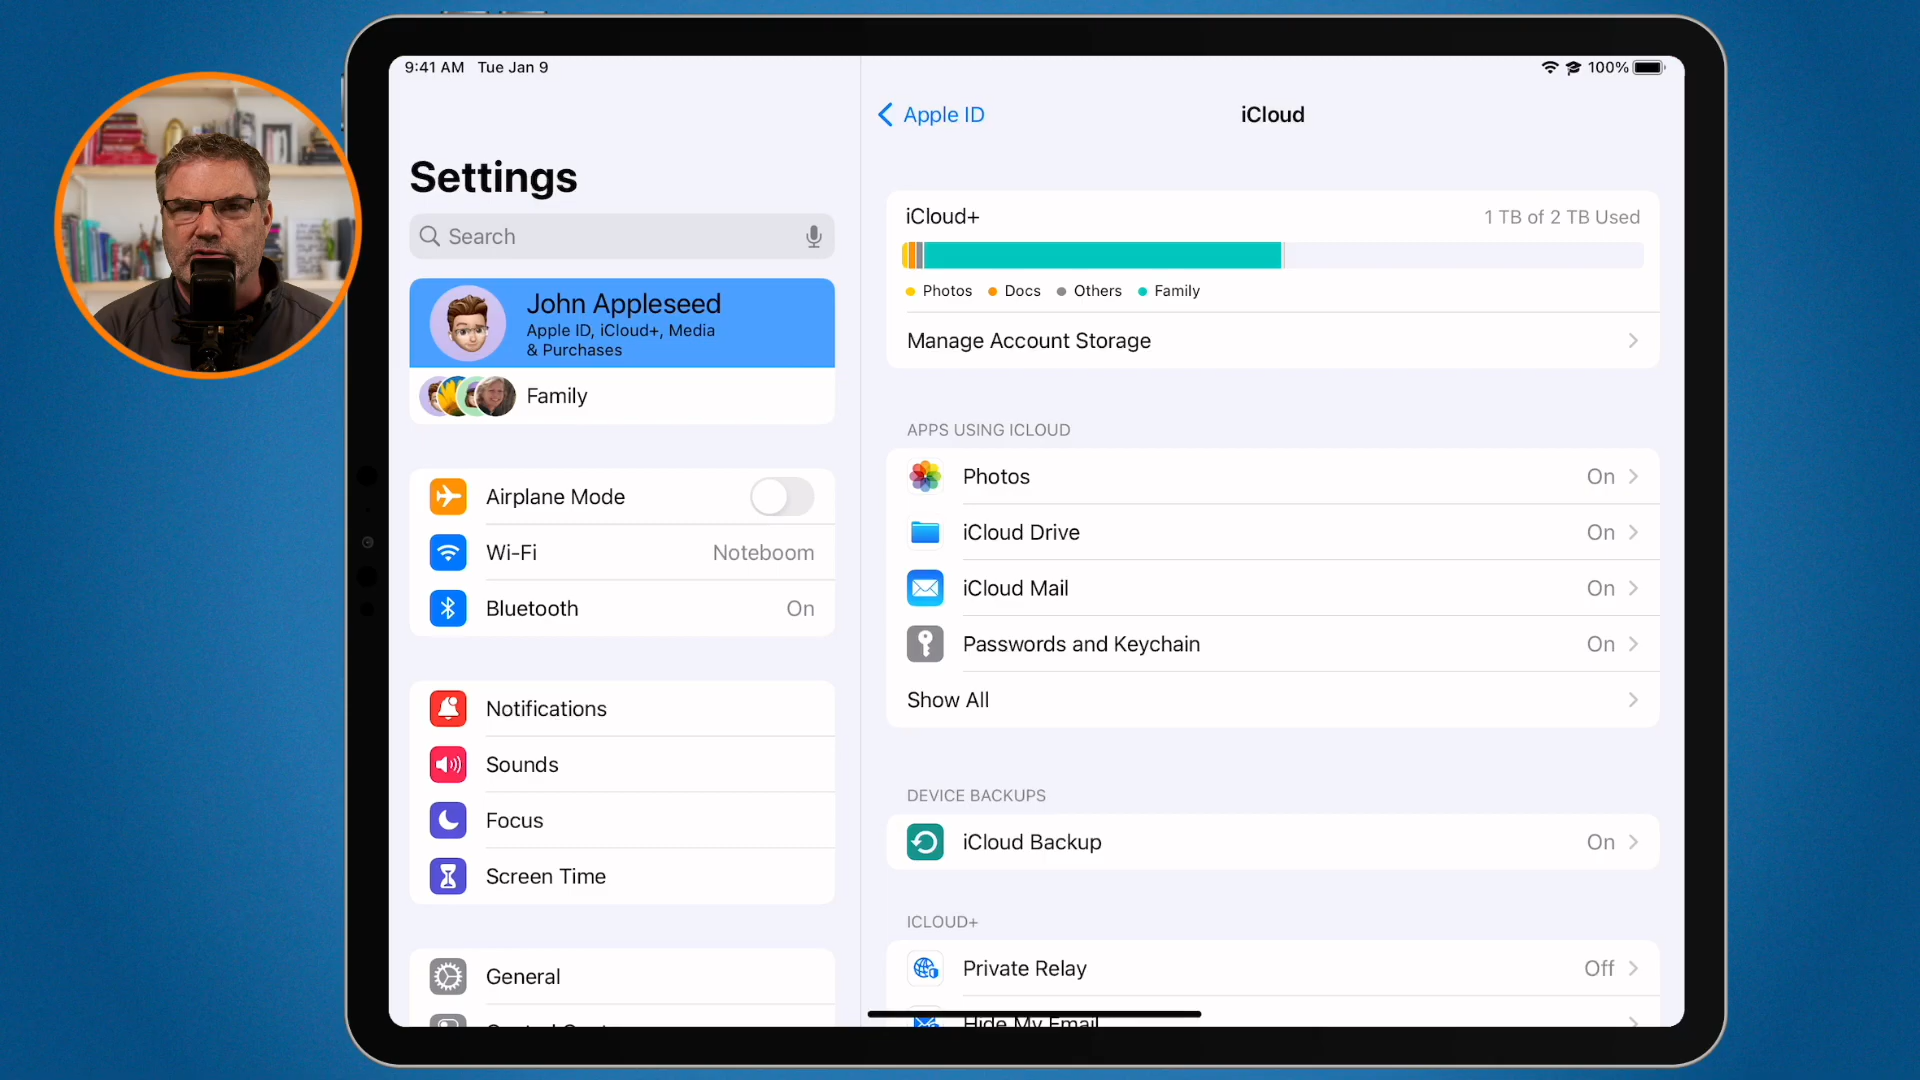 9:41 AM Tue Jan 9
100%
Settings
Search
John Appleseed
Apple ID, iCloud+, Media
& Purchases
Family
Airplane Mode
Wi-Fi Noteboom
Bluetooth On
Notifications
Sounds
Focus
Screen Time
General
Apple ID
iCloud
iCloud+ 1 TB of 2 TB Used
Photos Docs Others Family
Manage Account Storage
APPS USING ICLOUD
Photos On
iCloud Drive On
iCloud Mail On
Passwords and Keychain On
Show All
DEVICE BACKUPS
iCloud Backup On
ICLOUD+
Private Relay Off
Hide My Email